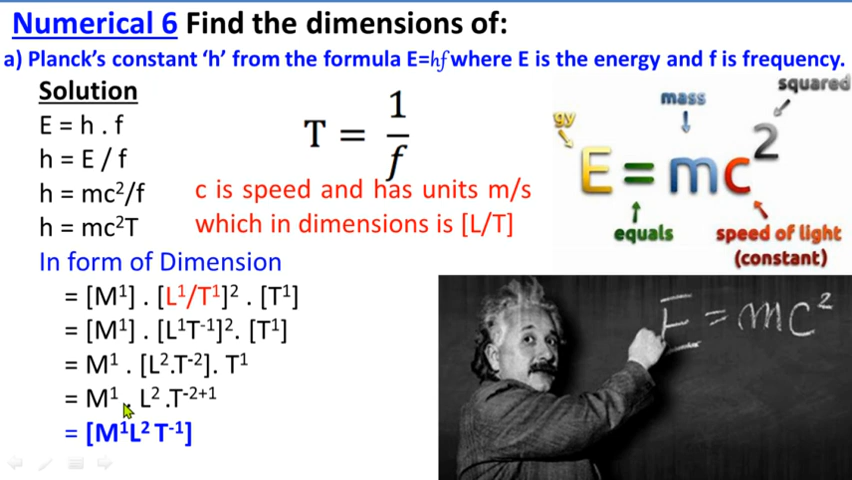 Numerical 6 Find the dimensions of:
a) Planck's constant 'h' from the formula E=hf where E is the energy and f is frequency.
Solution
E = h . f
h = E / f
h = mc²/f
h = mc²T
T = 1/f
c is speed and has units m/s
which in dimensions is [L/T]
In form of Dimension
= [M¹] . [L¹/T¹]² . [T¹]
= [M¹] . [L¹T⁻¹]². [T¹]
= M¹ . [L².T⁻²]. T¹
= M¹ . L² .T⁻²⁺¹
= [M¹L² T⁻¹]
squared
mass
gy
E = mc²
equals
speed of light
(constant)
E = mc²